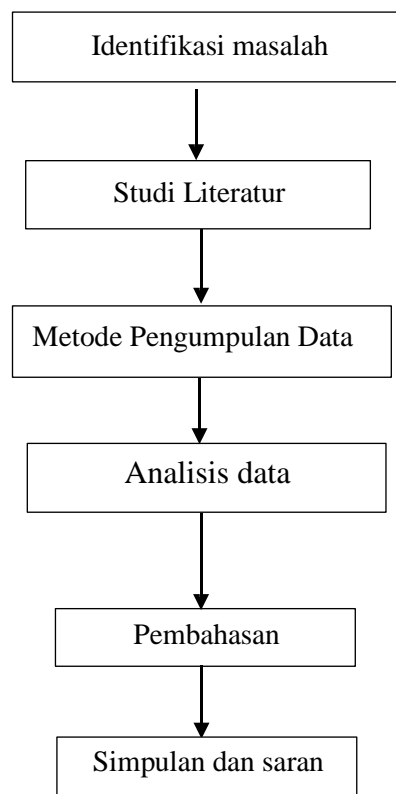 Identifikasi masalah
Studi Literatur
Metode Pengumpulan Data
Analisis data
Pembahasan
Simpulan dan saran